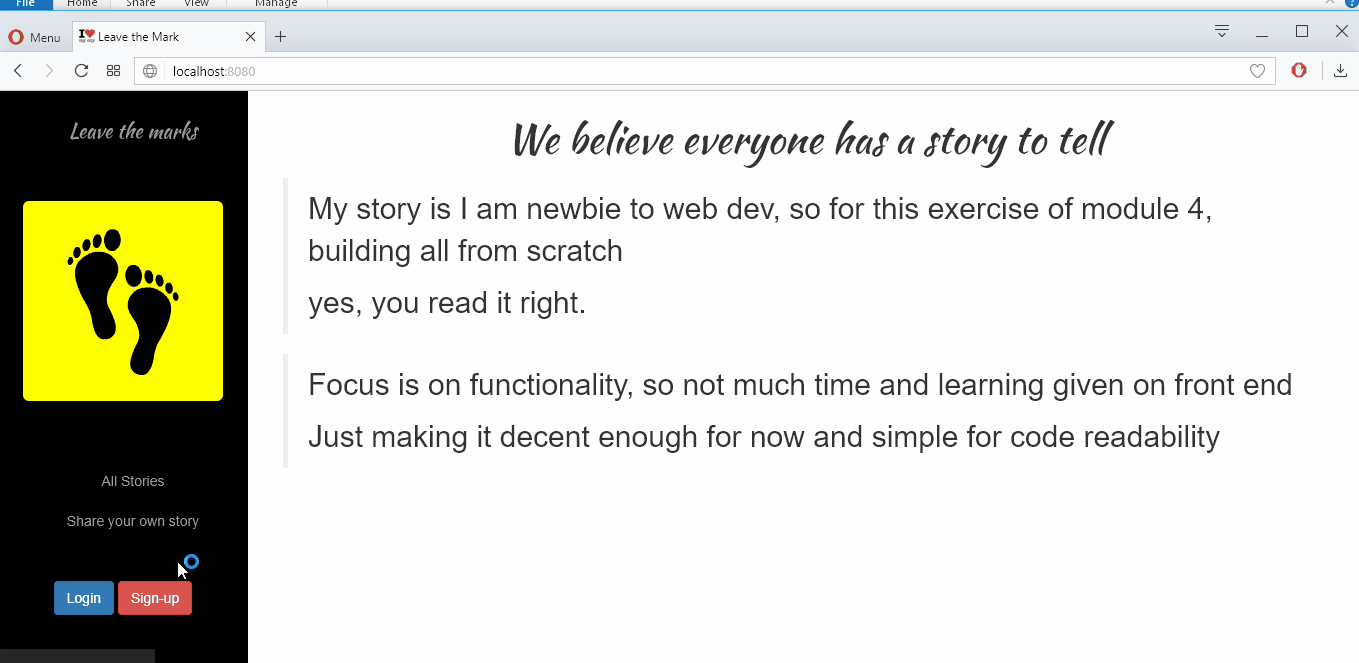 File Home Share View Manage
Menu Leave the Mark
localhost:8080
Leave the marks
All Stories
Share your own story
Login Sign-up
We believe everyone has a story to tell
My story is I am newbie to web dev, so for this exercise of module 4,
building all from scratch
yes, you read it right.
Focus is on functionality, so not much time and learning given on front end
Just making it decent enough for now and simple for code readability